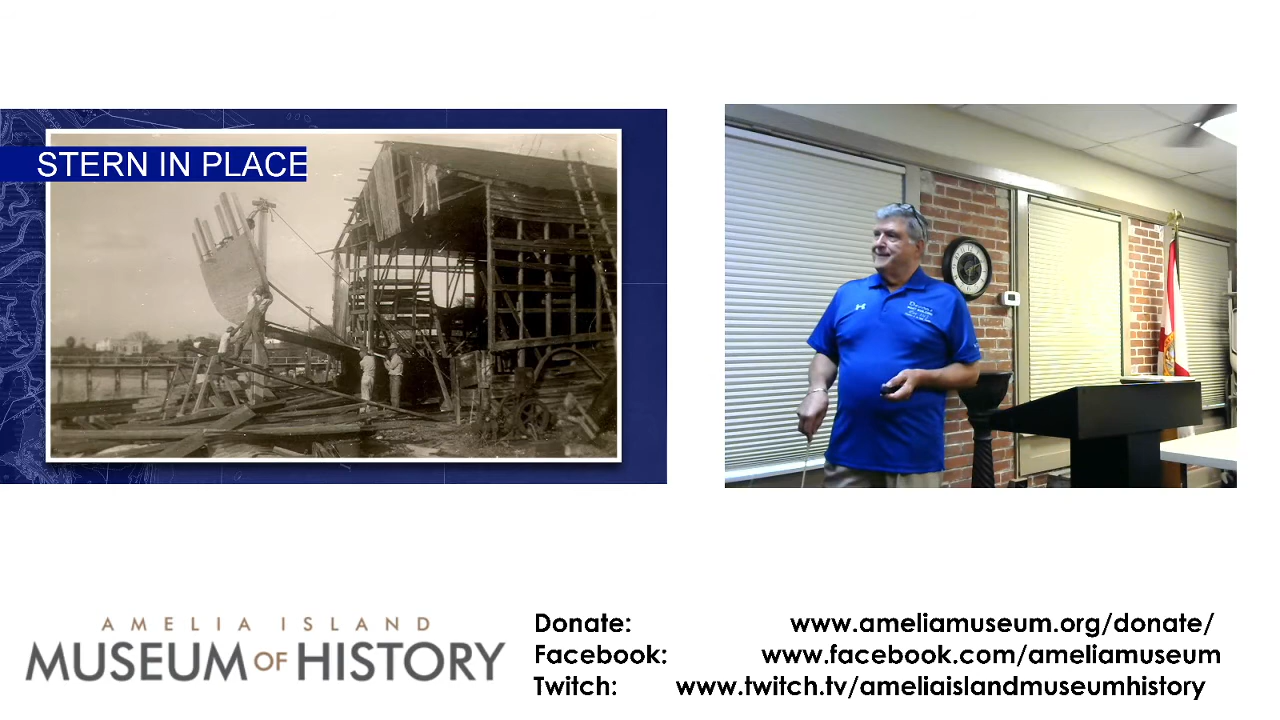 STERN IN PLACE
AMELIA ISLAND
MUSEUM OF HISTORY
Donate: www.ameliamuseum.org/donate/
Facebook: www.facebook.com/ameliamuseum
Twitch: www.twitch.tv/ameliaislandmuseumhistory